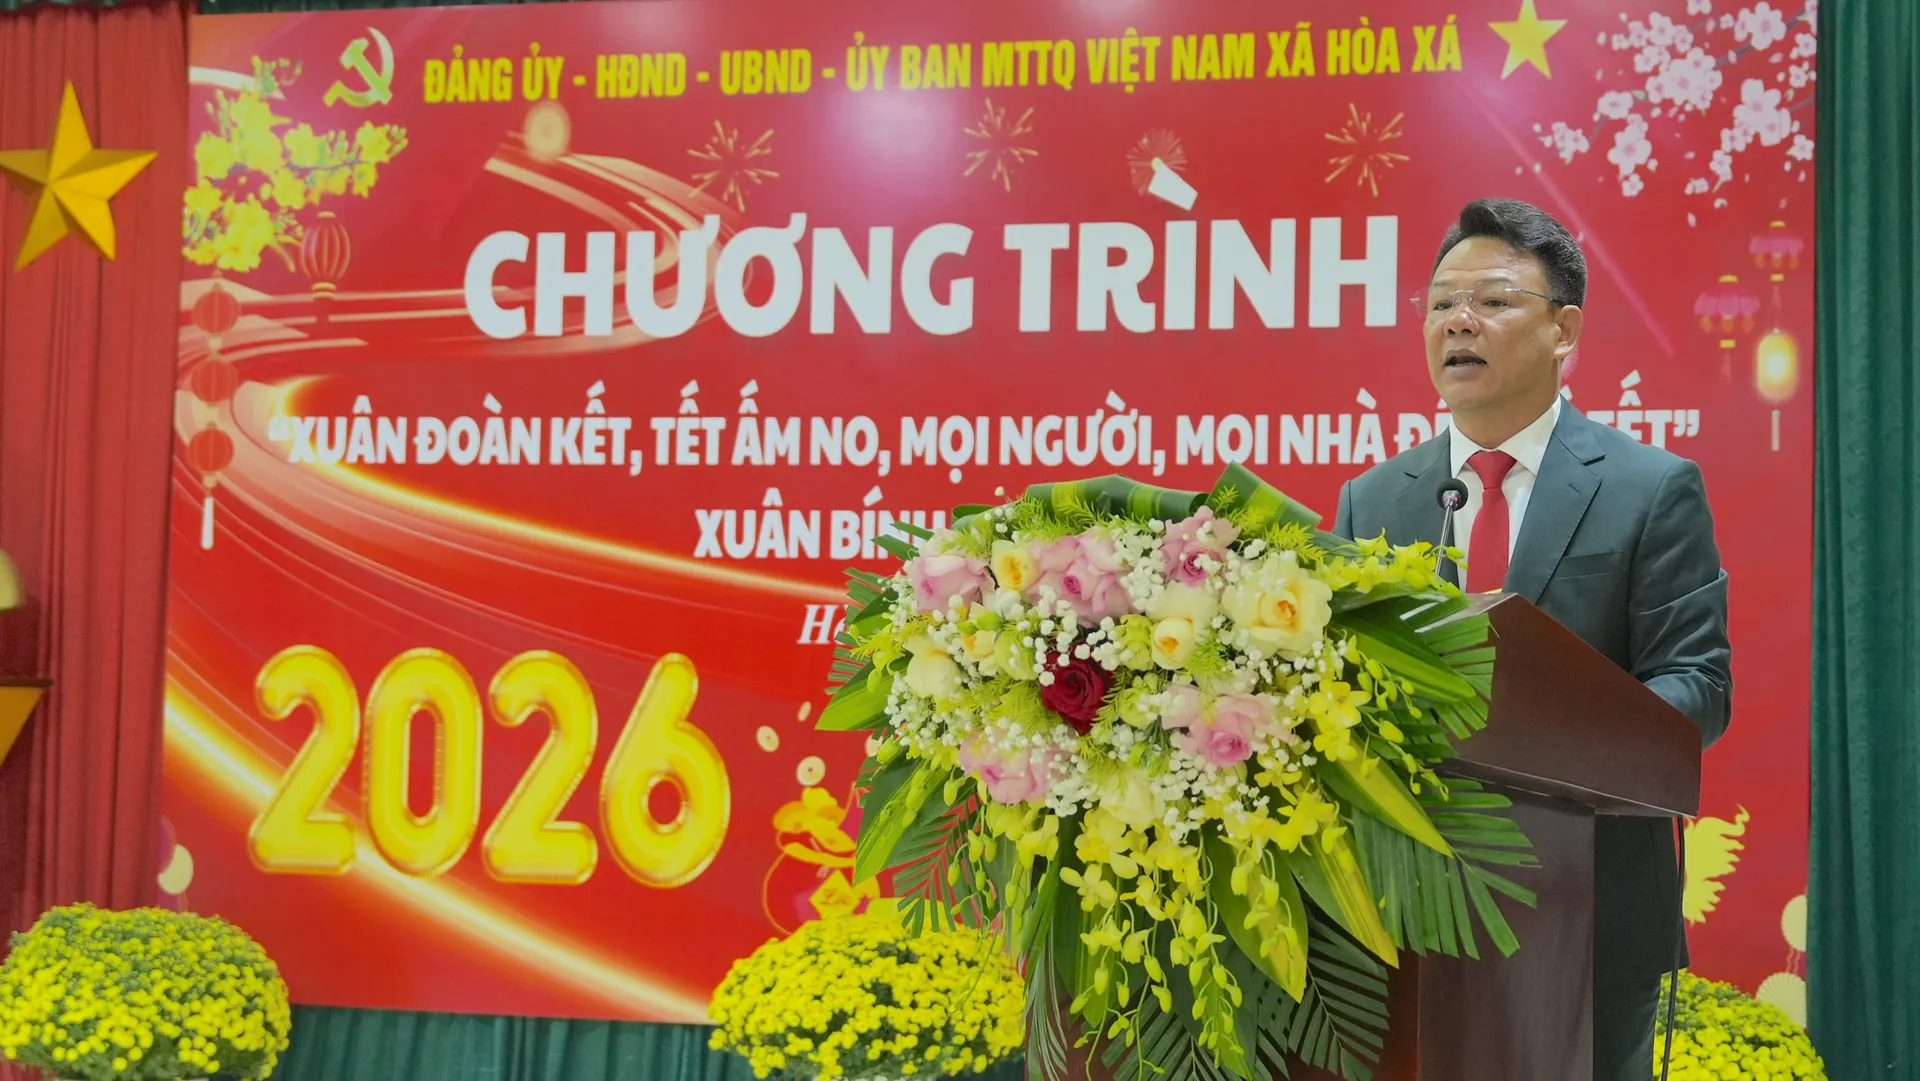 ĐẢNG ỦY - HĐND - UBND - ỦY BAN MTTQ VIỆT NAM XÃ HÒA XÁ
CHƯƠNG TRÌNH
“XUÂN ĐOÀN KẾT, TẾT ẤM NO, MỌI NGƯỜI, MỌI NHÀ TẾT”
XUÂN BÍNH
2026